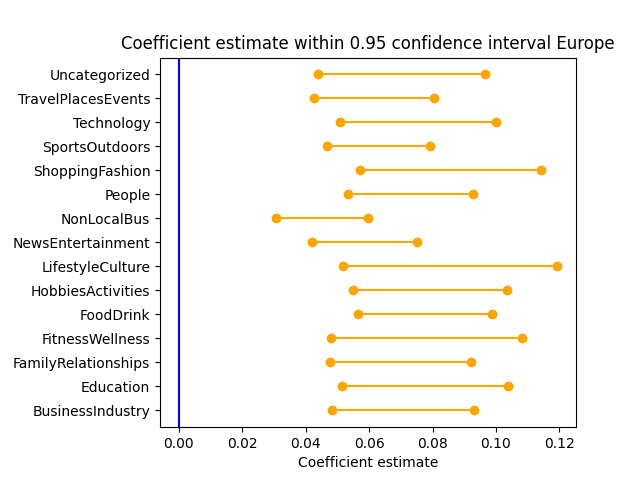 Coefficient estimate within 0.95 confidence interval Europe
Uncategorized
TravelPlacesEvents
Technology
SportsOutdoors
ShoppingFashion
People
NonLocalBus
NewsEntertainment
LifestyleCulture
HobbiesActivities
FoodDrink
FitnessWellness
FamilyRelationships
Education
BusinessIndustry
0.00 0.02 0.04 0.06 0.08 0.10 0.12
Coefficient estimate